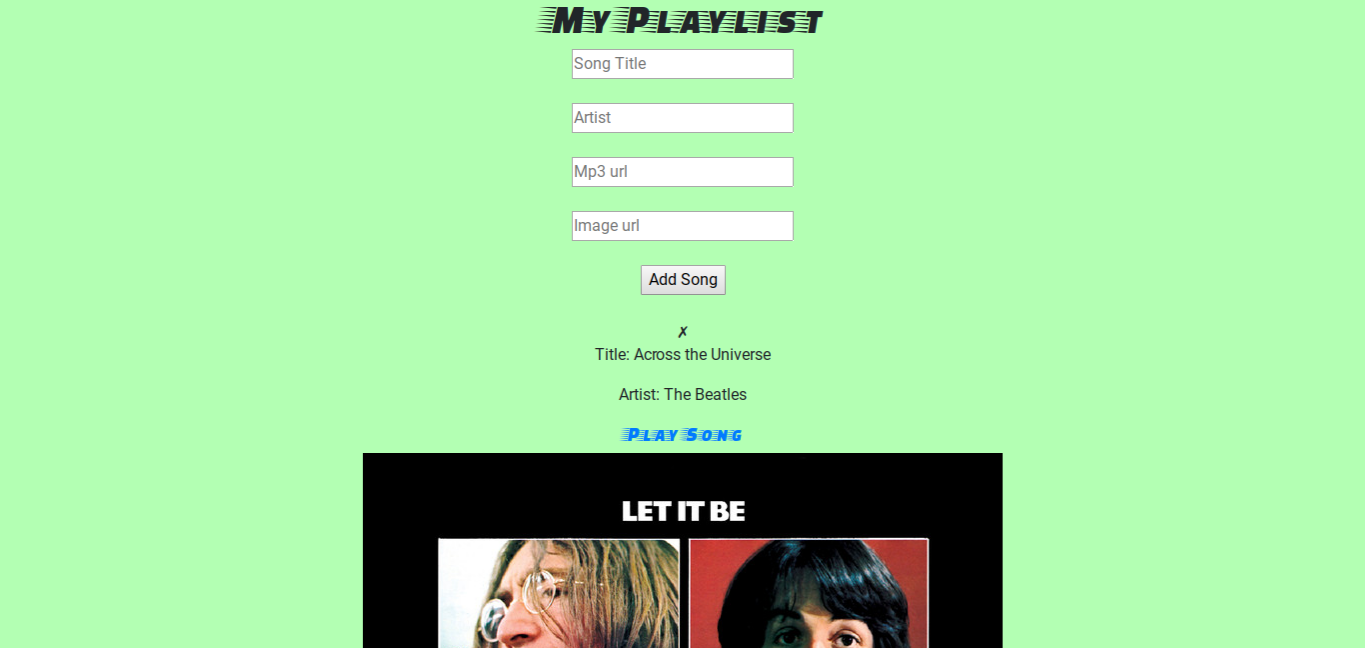 My Playlist
Song Title
Artist
Mp3 url
Image url
Add Song
✗
Title: Across the Universe
Artist: The Beatles
Play Song
LET IT BE